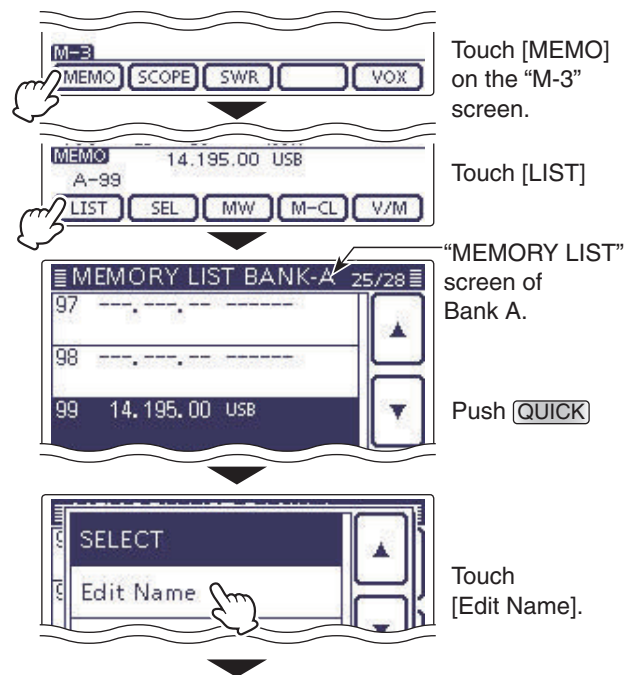 M-3
MEMO SCOPE SWR VOX
Touch [MEMO]
on the “M-3”
screen.
MEMO 14.195.00 USB
A-99
LIST SEL MW M-CL V/M
Touch [LIST]
MEMORY LIST BANK-A 25/28
97 ---.---.-- ------
98 ---.---.-- ------
99 14.195.00 USB
“MEMORY LIST”
screen of
Bank A.
Push QUICK
SELECT
Edit Name
Touch
[Edit Name].